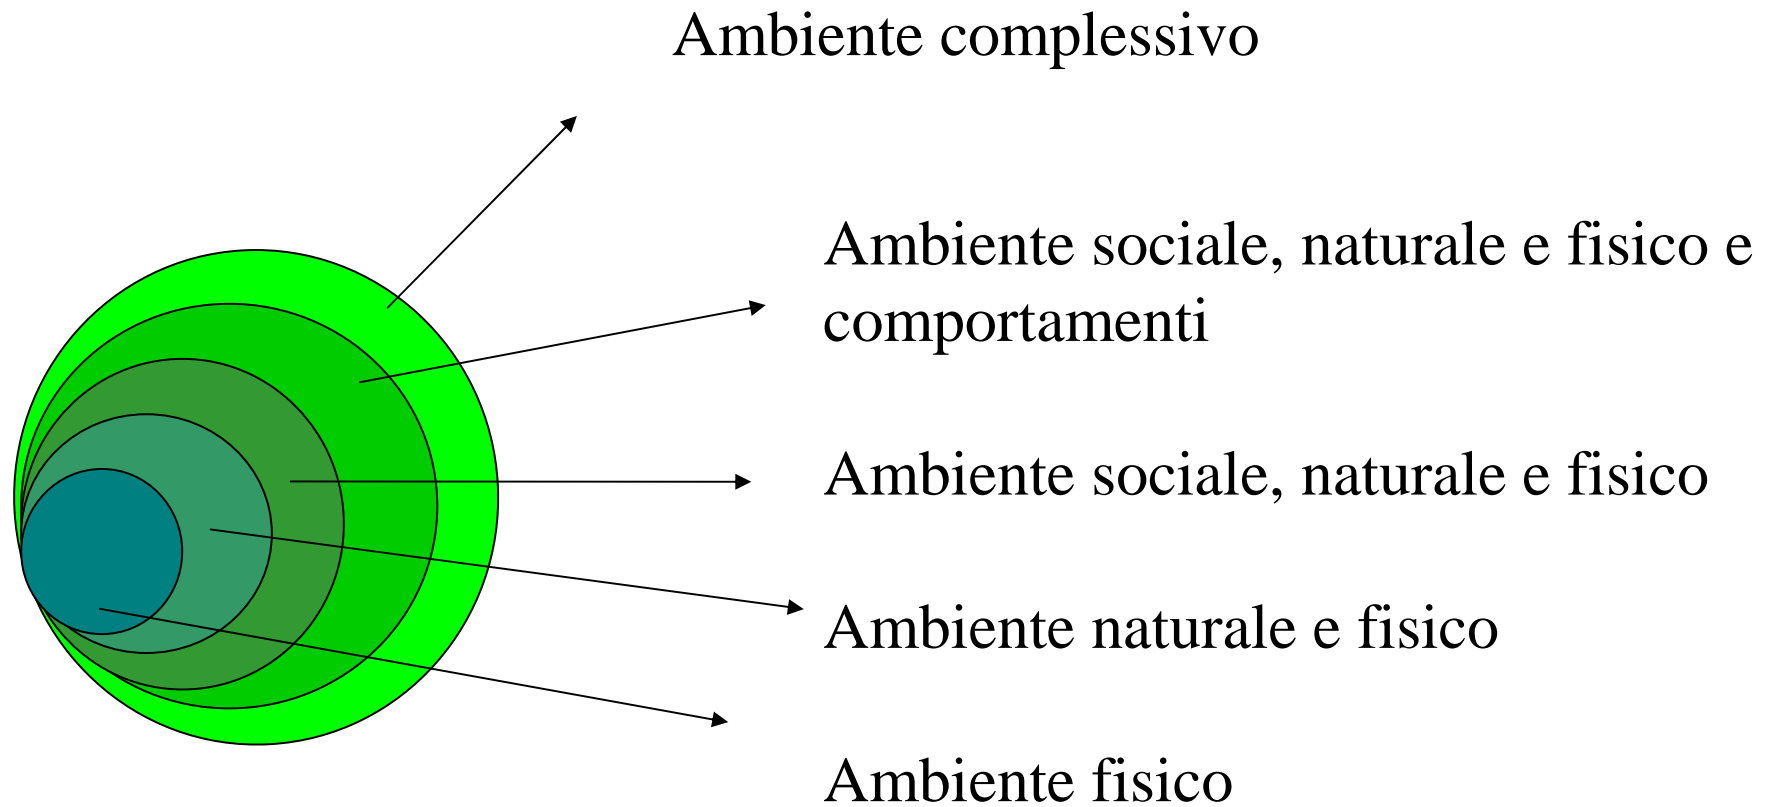 Ambiente complessivo
Ambiente sociale, naturale e fisico e
comportamenti
Ambiente sociale, naturale e fisico
Ambiente naturale e fisico
Ambiente fisico